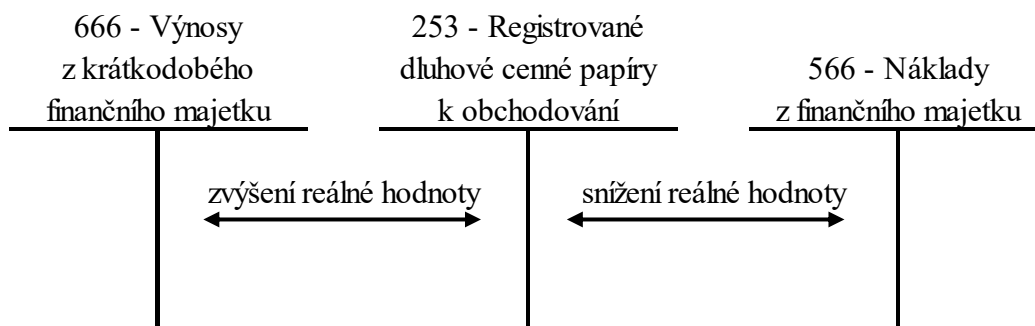 666 - Výnosy
z krátkodobého
finančního majetku
253 - Registrované
dluhové cenné papíry
k obchodování
566 - Náklady
z finančního majetku
zvýšení reálné hodnoty
snížení reálné hodnoty